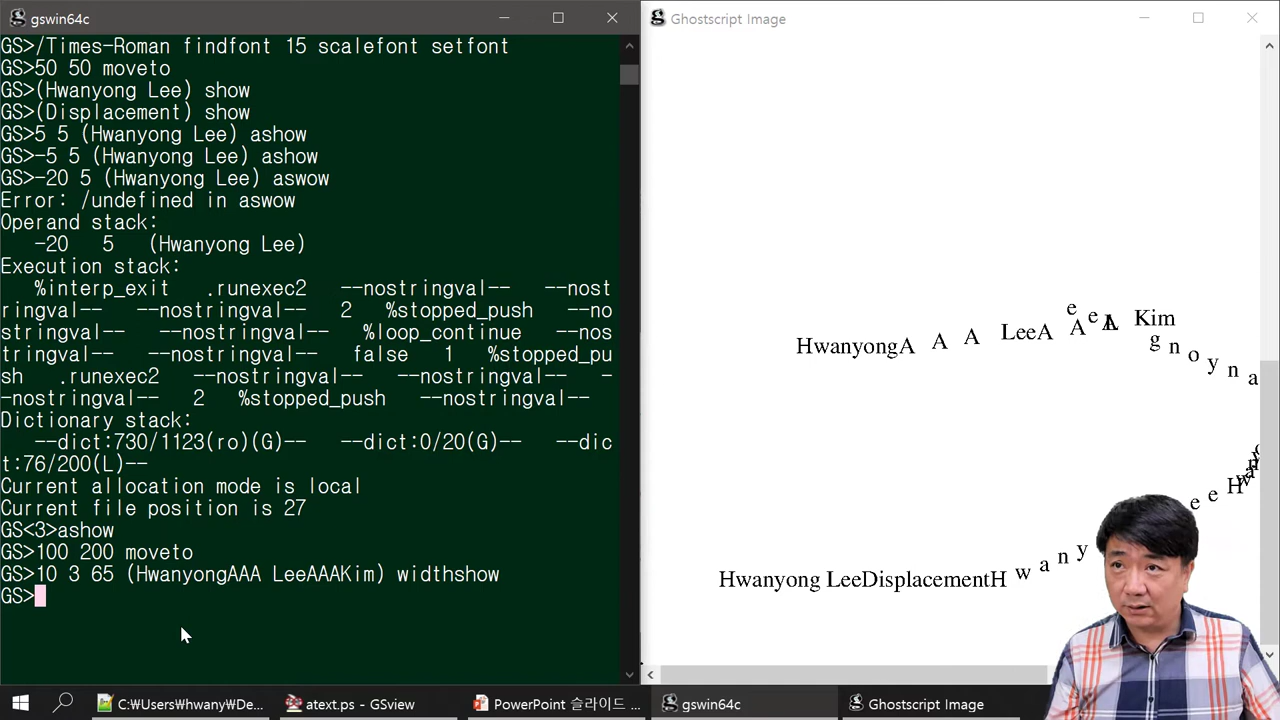 gswin64c
GS>/Times-Roman findfont 15 scalefont setfont
GS>50 50 moveto
GS>(Hwanyong Lee) show
GS>(Displacement) show
GS>5 5 (Hwanyong Lee) ashow
GS>-5 5 (Hwanyong Lee) ashow
GS>-20 5 (Hwanyong Lee) aswow
Error: /undefined in aswow
Operand stack:
-20 5 (Hwanyong Lee)
Execution stack:
%interp_exit .runexec2 --nostringval-- --nost
ringval-- --nostringval-- 2 %stopped_push --no
stringval-- --nostringval-- %loop_continue --nos
tringval-- --nostringval-- false 1 %stopped_pu
sh .runexec2 --nostringval-- --nostringval-- -
-nostringval-- 2 %stopped_push --nostringval--
Dictionary stack:
--dict:730/1123(ro)(G)-- --dict:0/20(G)-- --dic
t:76/200(L)--
Current allocation mode is local
Current file position is 27
GS<3>ashow
GS>100 200 moveto
GS>10 3 65 (HwanyongAAA LeeAAAKim) widthshow
GS>
Ghostscript Image
HwanyongA A A LeeA A A Kim
e e L
g n o y n a
e e H w a n y
Hwanyong LeeDisplacementH w a n y
C:₩Users₩hwany₩De...
atext.ps - GSview
PowerPoint 슬라이드 ...
gswin64c
Ghostscript Image